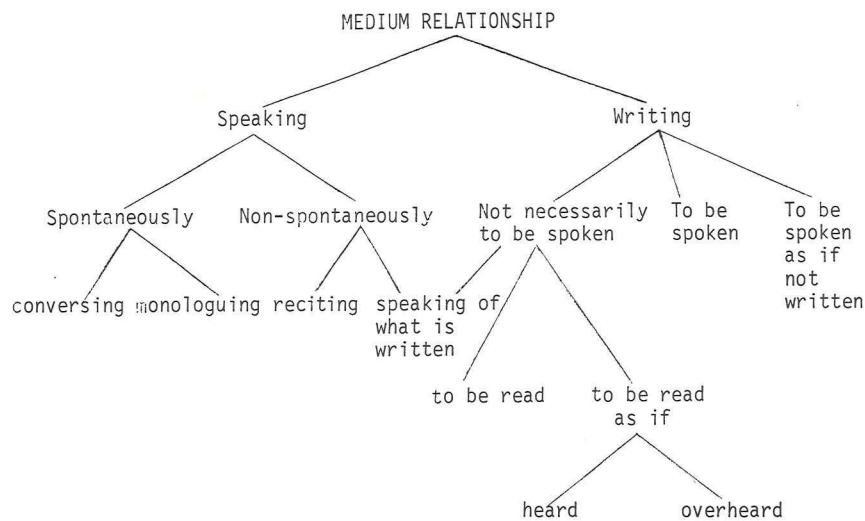 MEDIUM RELATIONSHIP
Speaking
Writing
Spontaneously
Non-spontaneously
Not necessarily
to be spoken
To be
spoken
To be
spoken
as if
not
written
conversing
monologuing
reciting
speaking of
what is
written
to be read
to be read
as if
heard
overheard